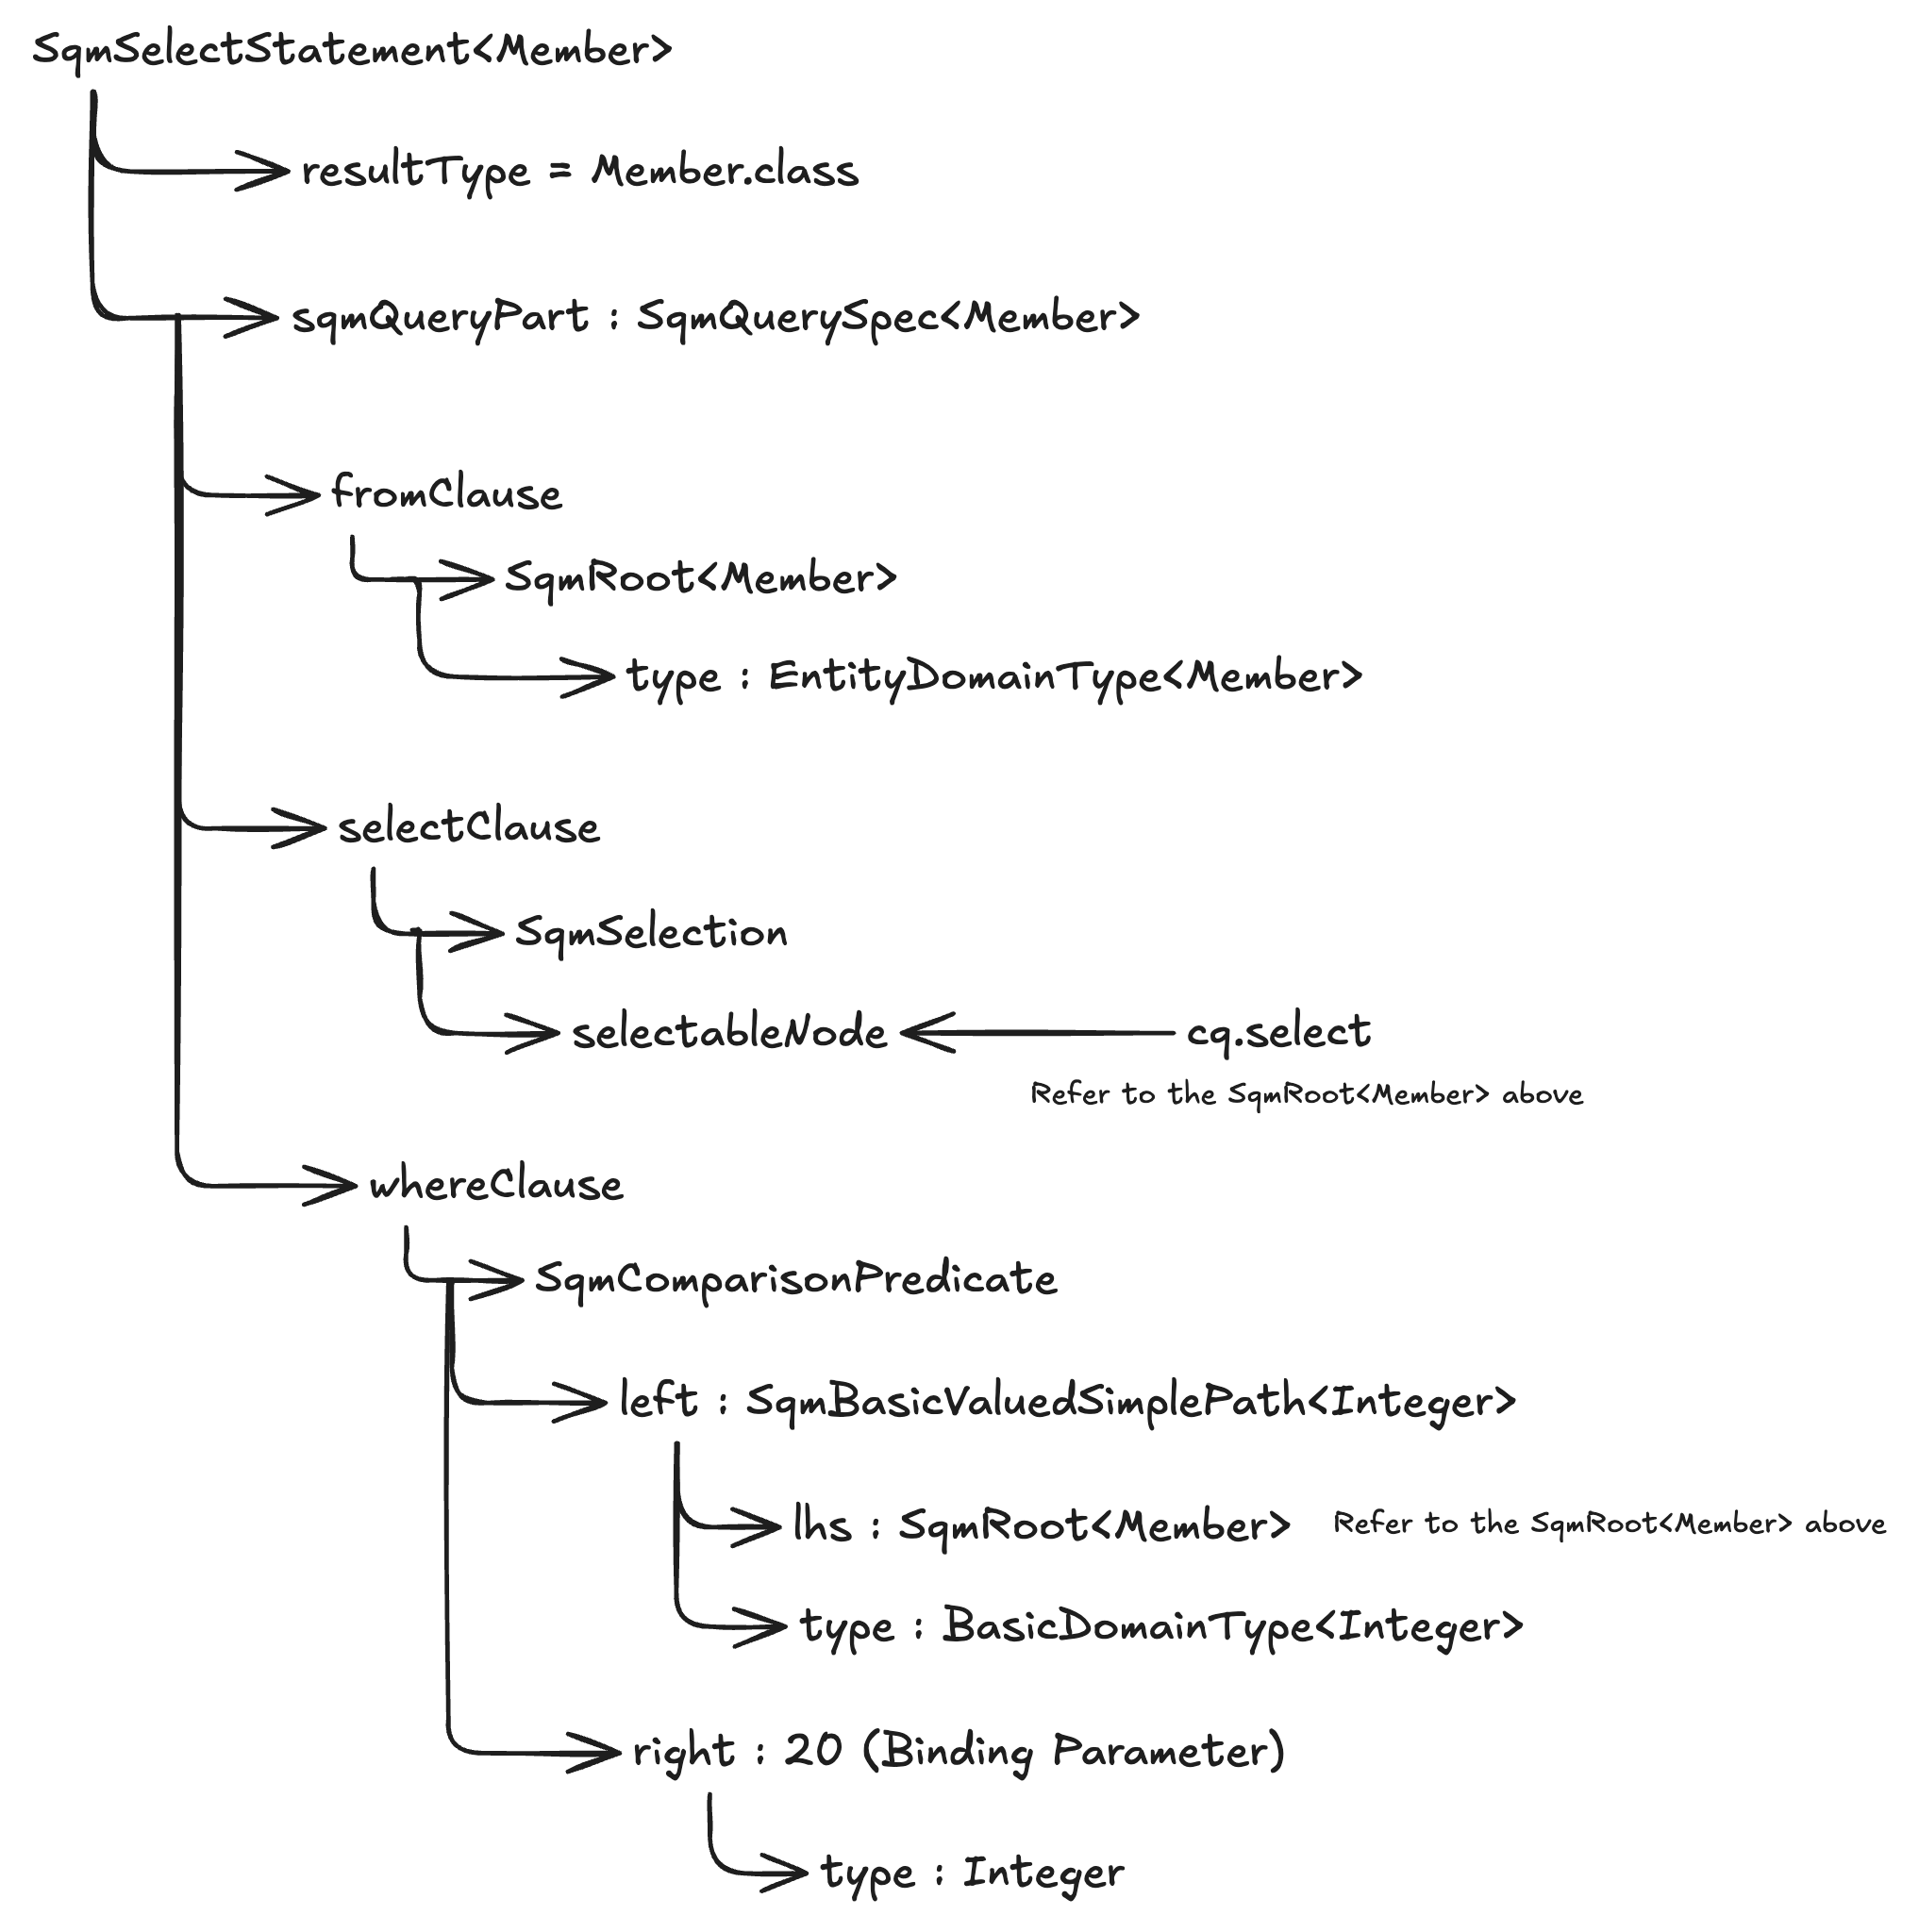 SqmSelectStatement<Member>
resultType = Member.class
sqmQueryPart : SqmQuerySpec<Member>
fromClause
SqmRoot<Member>
type : EntityDomainType<Member>
selectClause
SqmSelection
selectableNode cq.select
Refer to the SqmRoot<Member> above
whereClause
SqmComparisonPredicate
left : SqmBasicValuedSimplePath<Integer>
lhs : SqmRoot<Member> Refer to the SqmRoot<Member> above
type : BasicDomainType<Integer>
right : 20 (Binding Parameter)
type : Integer